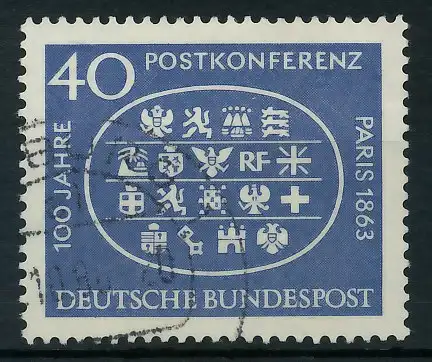 40 POSTKONFERENZ
100 JAHRE
PARIS 1863
RF
DEUTSCHE BUNDESPOST